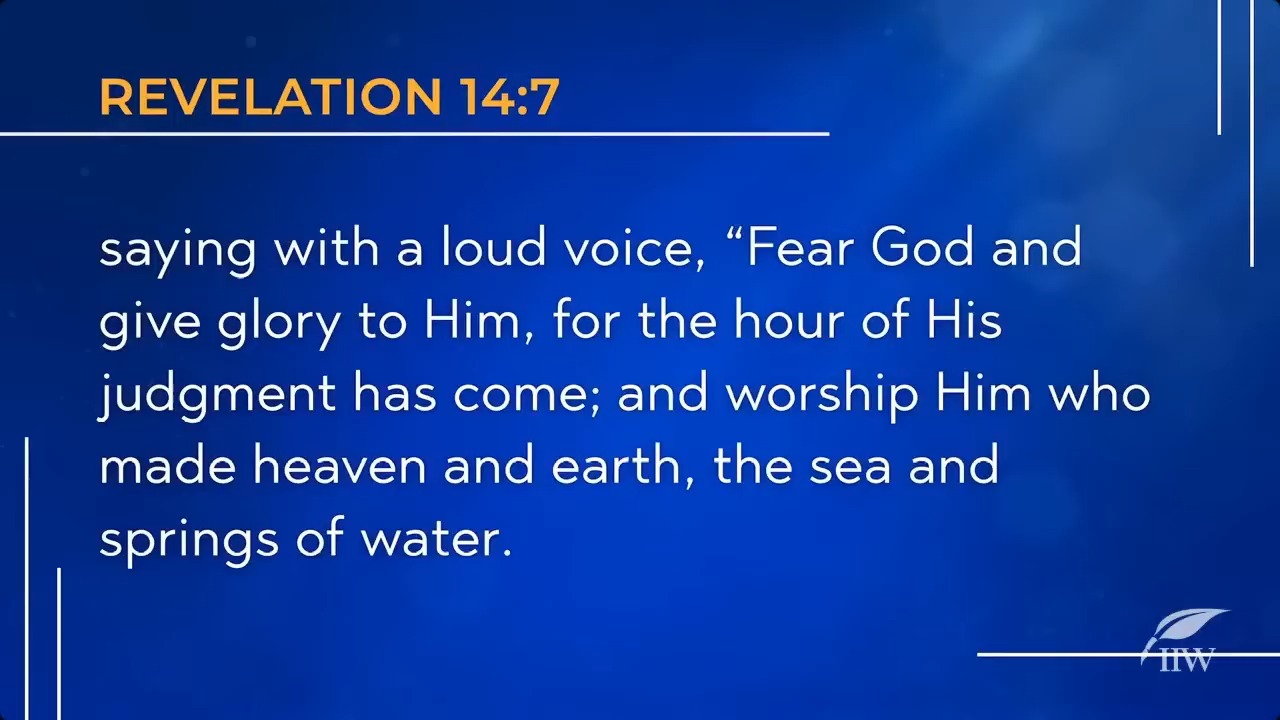 REVELATION 14:7
saying with a loud voice, “Fear God and
give glory to Him, for the hour of His
judgment has come; and worship Him who
made heaven and earth, the sea and
springs of water.
IIW